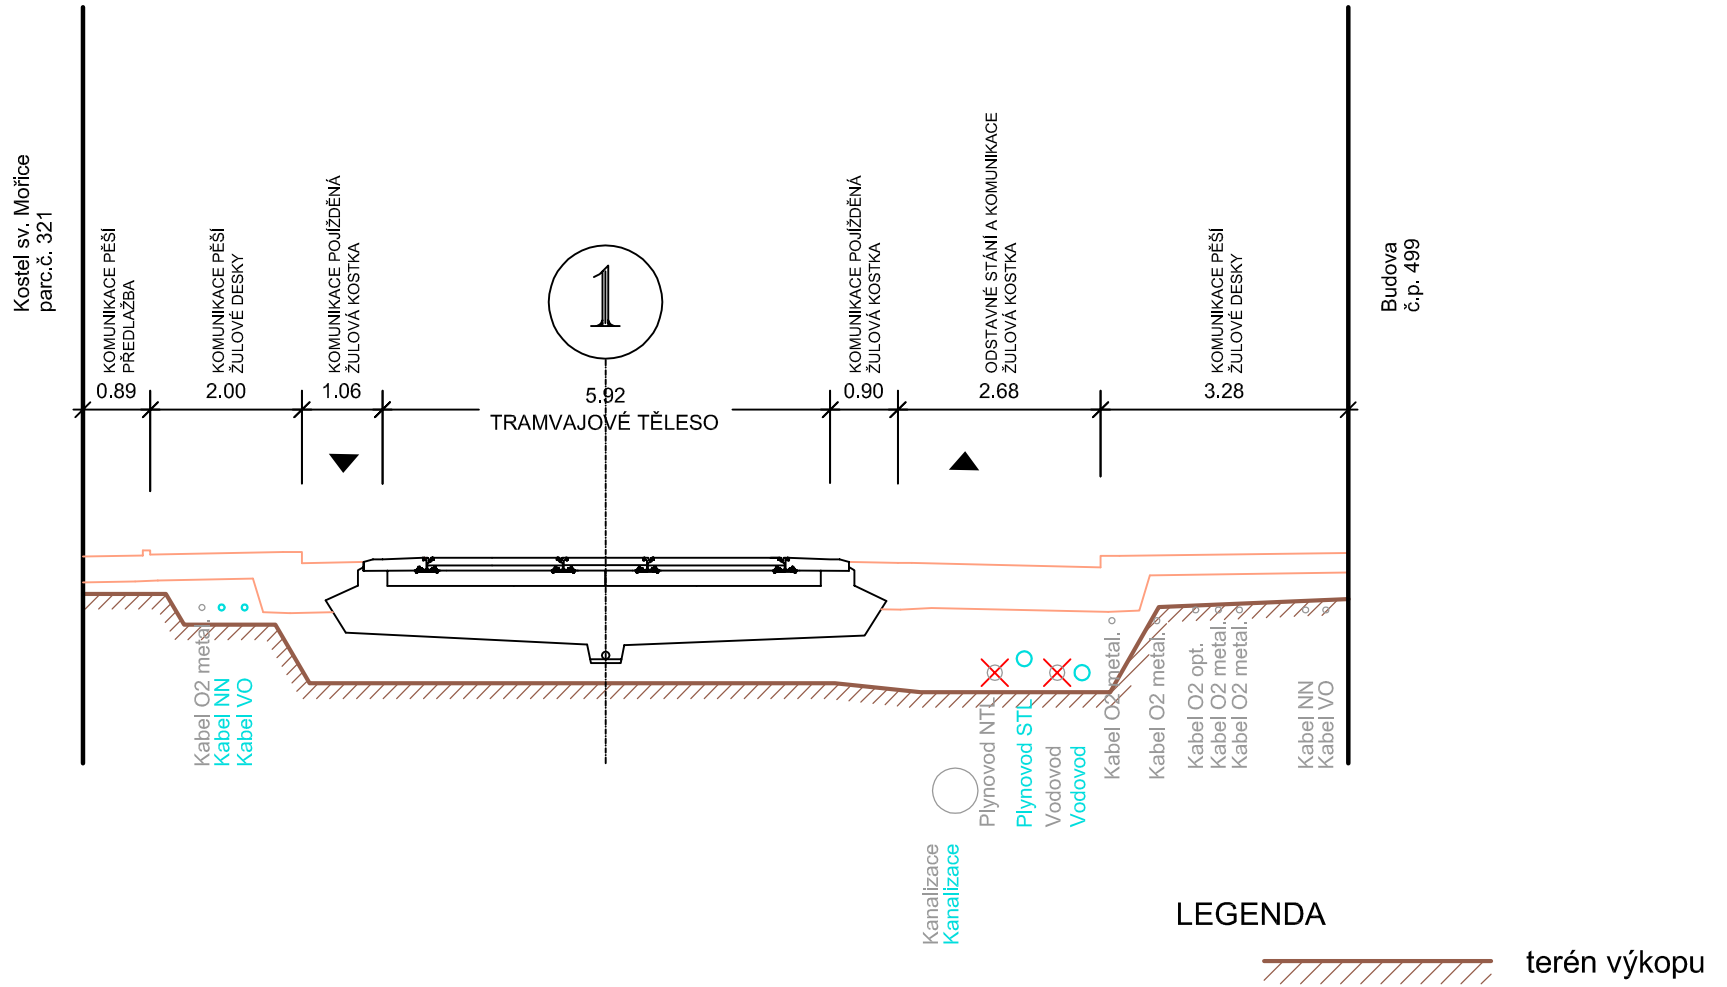 Kostel sv. Mořice
parc.č. 321
KOMUNIKACE PĚŠÍ
PŘEDLAŽBA
0.89
KOMUNIKACE PĚŠÍ
ŽULOVÉ DESKY
2.00
KOMUNIKACE POJÍŽDĚNÁ
ŽULOVÁ KOSTKA
1.06
1
5.92
TRAMVAJOVÉ TĚLESO
KOMUNIKACE POJÍŽDĚNÁ
ŽULOVÁ KOSTKA
0.90
ODSTAVNÉ STÁNÍ A KOMUNIKACE
ŽULOVÁ KOSTKA
2.68
KOMUNIKACE PĚŠÍ
ŽULOVÉ DESKY
3.28
Budova
č.p. 499
Kabel O2 metal.
Kabel NN
Kabel VO
Kanalizace
Kanalizace
Plynovod NTL
Plynovod STL
Vodovod
Vodovod
Kabel O2 metal.
Kabel O2 metal.
Kabel O2 opt.
Kabel O2 metal.
Kabel O2 metal.
Kabel NN
Kabel VO
LEGENDA
terén výkopu